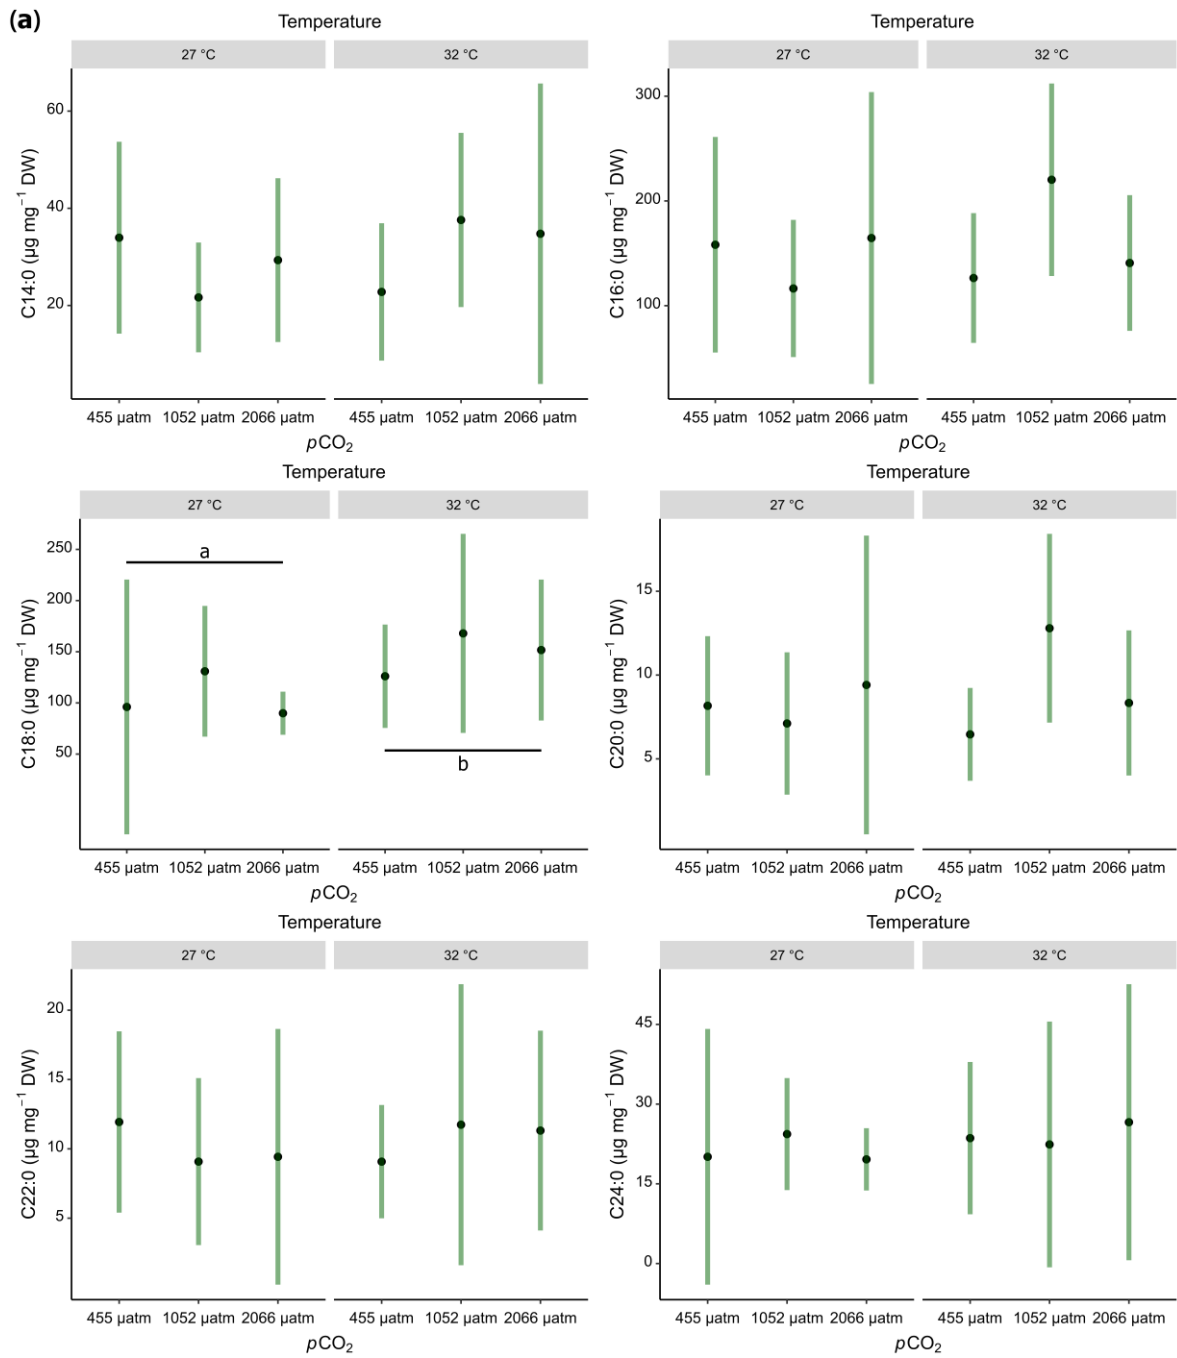 (a)
Temperature
27 °C
32 °C
C14:0 (µg mg⁻¹ DW)
60
40
20
455 µatm 1052 µatm 2066 µatm
455 µatm 1052 µatm 2066 µatm
pCO₂
Temperature
27 °C
32 °C
C16:0 (µg mg⁻¹ DW)
300
200
100
455 µatm 1052 µatm 2066 µatm
455 µatm 1052 µatm 2066 µatm
pCO₂
Temperature
27 °C
32 °C
C18:0 (µg mg⁻¹ DW)
250
200
150
100
50
a
b
455 µatm 1052 µatm 2066 µatm
455 µatm 1052 µatm 2066 µatm
pCO₂
Temperature
27 °C
32 °C
C20:0 (µg mg⁻¹ DW)
15
10
5
455 µatm 1052 µatm 2066 µatm
455 µatm 1052 µatm 2066 µatm
pCO₂
Temperature
27 °C
32 °C
C22:0 (µg mg⁻¹ DW)
20
15
10
5
455 µatm 1052 µatm 2066 µatm
455 µatm 1052 µatm 2066 µatm
pCO₂
Temperature
27 °C
32 °C
C24:0 (µg mg⁻¹ DW)
45
30
15
0
455 µatm 1052 µatm 2066 µatm
455 µatm 1052 µatm 2066 µatm
pCO₂